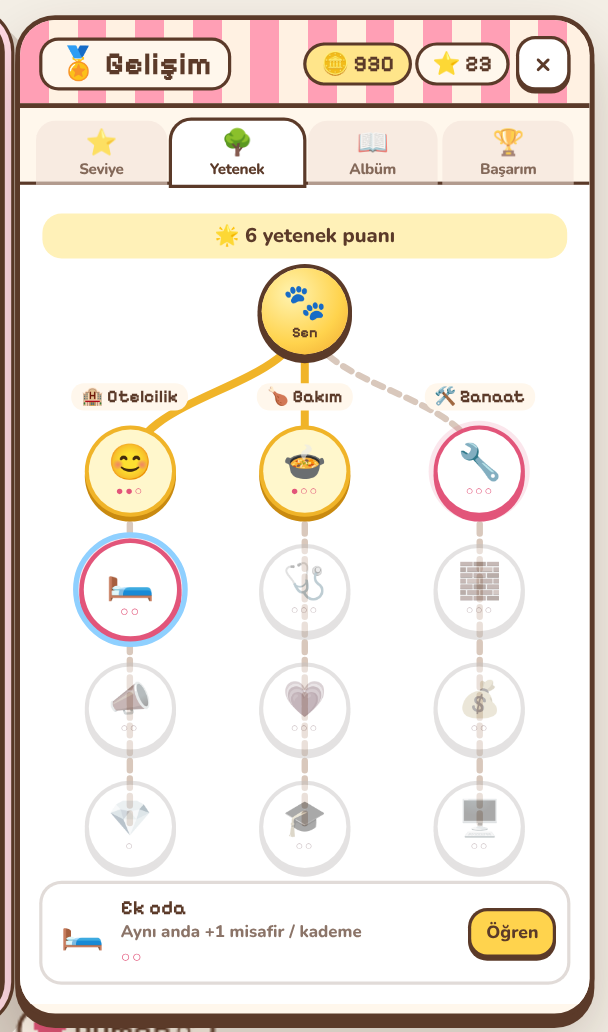 Gelişim
930
23
×
Seviye
Yetenek
Albüm
Başarım
6 yetenek puanı
Sen
Otelcilik
Bakım
Zanaat
Ek oda
Aynı anda +1 misafir / kademe
Öğren